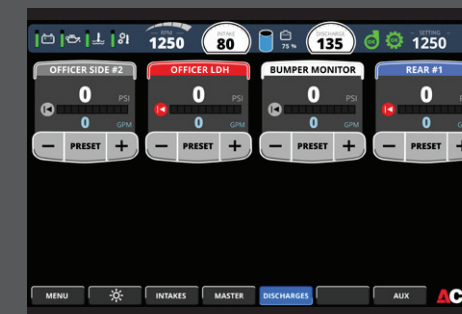 RPM INTAKE DISCHARGE SETTING
1250 80 75 % 135 OK OK 1250
OFFICER SIDE #2 OFFICER LDH BUMPER MONITOR REAR #1
0 PSI 0 PSI 0 PSI 0 PSI
0 GPM 0 GPM 0 GPM 0
− PRESET + − PRESET + − PRESET + − PRESET +
MENU INTAKES MASTER DISCHARGES AUX AC